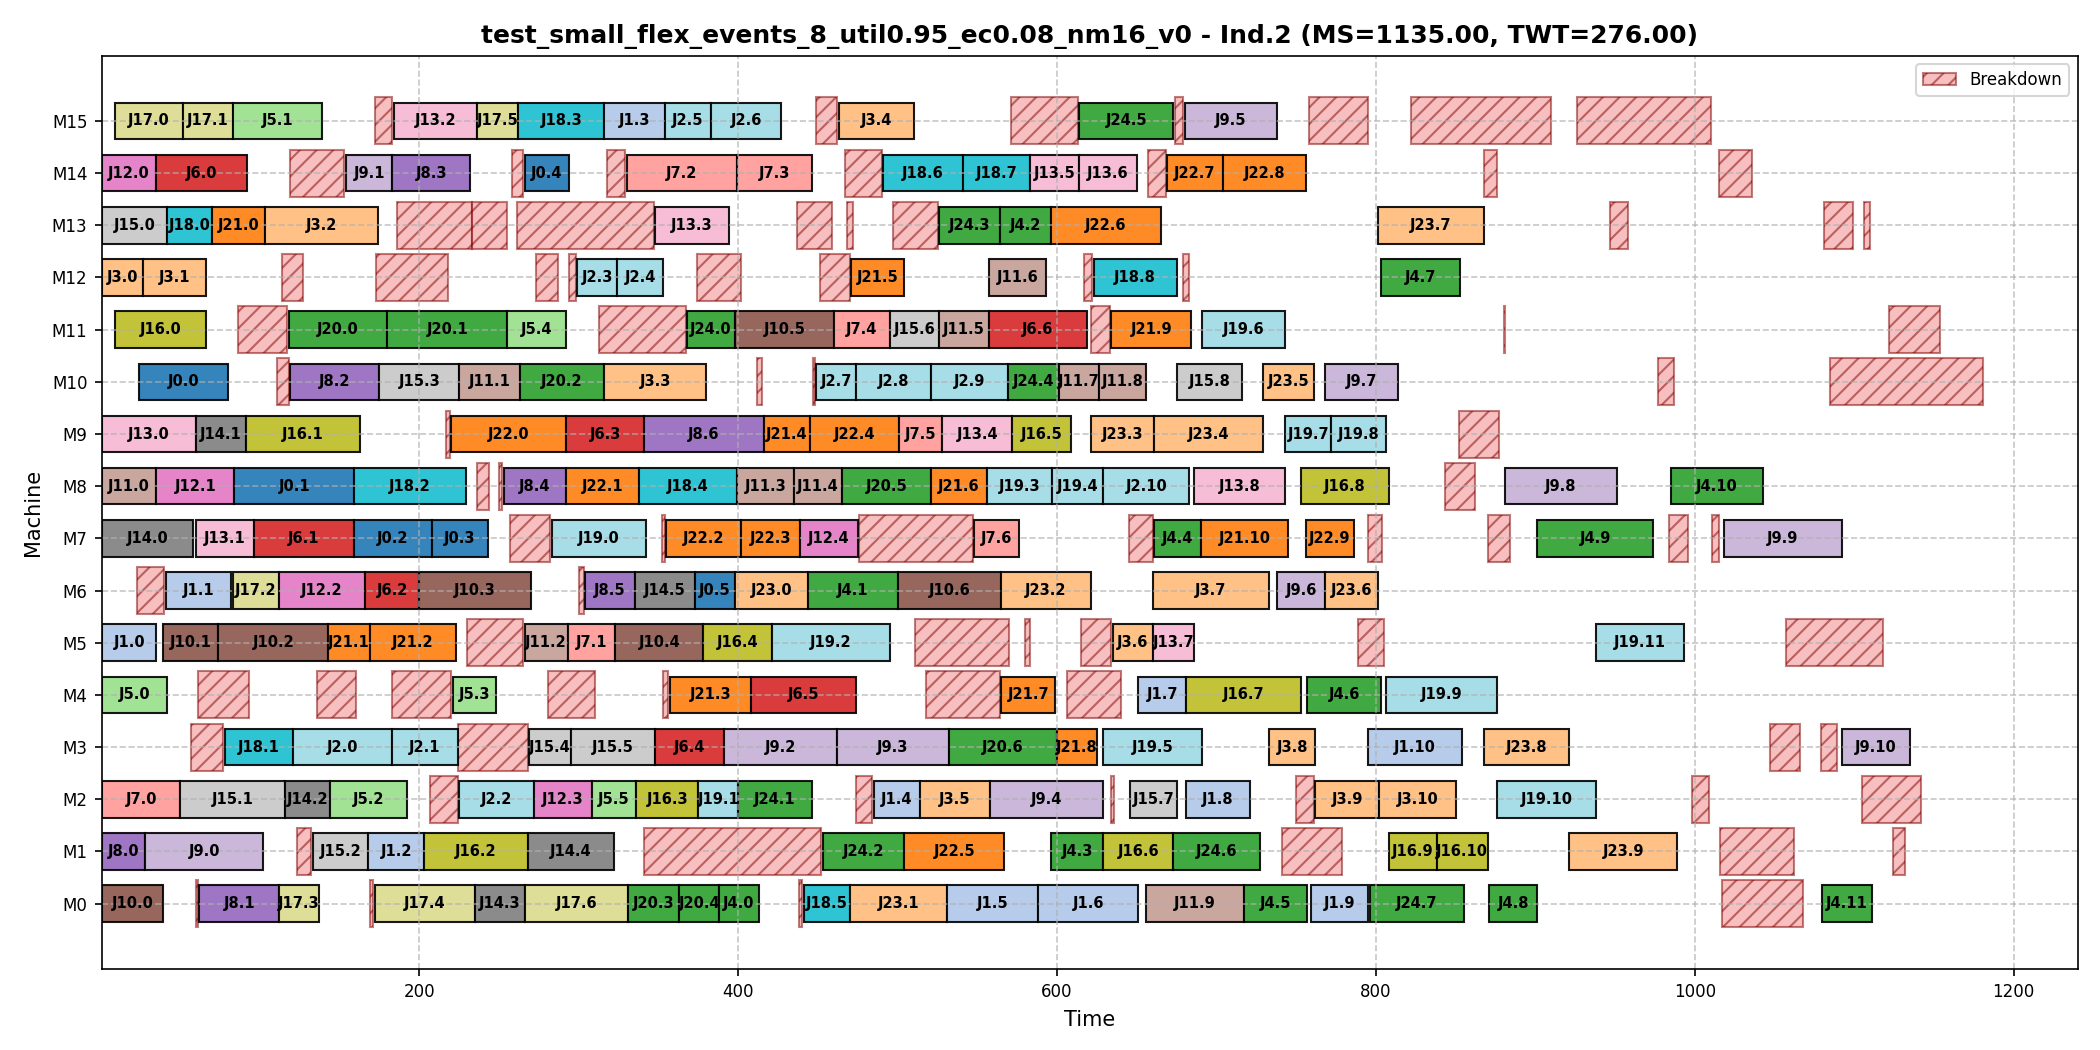 test_small_flex_events_8_util0.95_ec0.08_nm16_v0 - Ind.2 (MS=1135.00, TWT=276.00)
Breakdown
M15 J17.0 J17.1 J5.1 J13.2 J17.5 J18.3 J1.3 J2.5 J2.6 J3.4 J24.5 J9.5
M14 J12.0 J6.0 J9.1 J8.3 J0.4 J7.2 J7.3 J18.6 J18.7 J13.5 J13.6 J22.7 J22.8
M13 J15.0 J18.0 J21.0 J3.2 J13.3 J24.3 J4.2 J22.6 J23.7
M12 J3.0 J3.1 J2.3 J2.4 J21.5 J11.6 J18.8 J4.7
M11 J16.0 J20.0 J20.1 J5.4 J24.0 J10.5 J7.4 J15.6 J11.5 J6.6 J21.9 J19.6
M10 J0.0 J8.2 J15.3 J11.1 J20.2 J3.3 J2.7 J2.8 J2.9 J24.4 J11.7 J11.8 J15.8 J23.5 J9.7
M9 J13.0 J14.1 J16.1 J22.0 J6.3 J8.6 J21.4 J22.4 J7.5 J13.4 J16.5 J23.3 J23.4 J19.7 J19.8
M8 J11.0 J12.1 J0.1 J18.2 J8.4 J22.1 J18.4 J11.3 J11.4 J20.5 J21.6 J19.3 J19.4 J2.10 J13.8 J16.8 J9.8 J4.10
M7 J14.0 J13.1 J6.1 J0.2 J0.3 J19.0 J22.2 J22.3 J12.4 J7.6 J4.4 J21.10 J22.9 J4.9 J9.9
M6 J1.1 J17.2 J12.2 J6.2 J10.3 J8.5 J14.5 J0.5 J23.0 J4.1 J10.6 J23.2 J3.7 J9.6 J23.6
M5 J1.0 J10.1 J10.2 J21.1 J21.2 J11.2 J7.1 J10.4 J16.4 J19.2 J3.6 J13.7 J19.11
M4 J5.0 J5.3 J21.3 J6.5 J21.7 J1.7 J16.7 J4.6 J19.9
M3 J18.1 J2.0 J2.1 J15.4 J15.5 J6.4 J9.2 J9.3 J20.6 J21.8 J19.5 J3.8 J1.10 J23.8 J9.10
M2 J7.0 J15.1 J14.2 J5.2 J2.2 J12.3 J5.5 J16.3 J19.1 J24.1 J1.4 J3.5 J9.4 J15.7 J1.8 J3.9 J3.10 J19.10
M1 J8.0 J9.0 J15.2 J1.2 J16.2 J14.4 J24.2 J22.5 J4.3 J16.6 J24.6 J16.9 J16.10 J23.9
M0 J10.0 J8.1 J17.3 J17.4 J14.3 J17.6 J20.3 J20.4 J4.0 J18.5 J23.1 J1.5 J1.6 J11.9 J4.5 J1.9 J24.7 J4.8 J4.11
Machine
200 400 600 800 1000 1200
Time